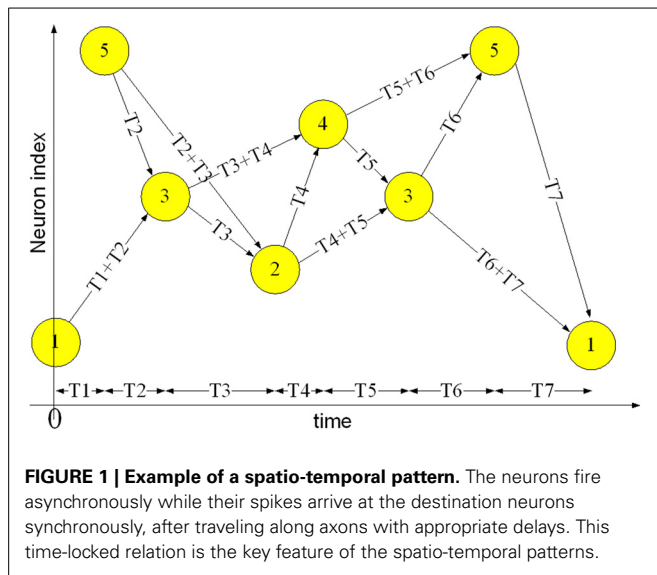 5
5
T2
T2+T3
T5+T6
4
T6
T3+T4
T5
3
3
T7
T3
T4
T4+T5
T1+T2
2
T6+T7
1
1
Neuron index
T1
T2
T3
T4
T5
T6
T7
0
time
FIGURE 1 | Example of a spatio-temporal pattern. The neurons fire
asynchronously while their spikes arrive at the destination neurons
synchronously, after traveling along axons with appropriate delays. This
time-locked relation is the key feature of the spatio-temporal patterns.